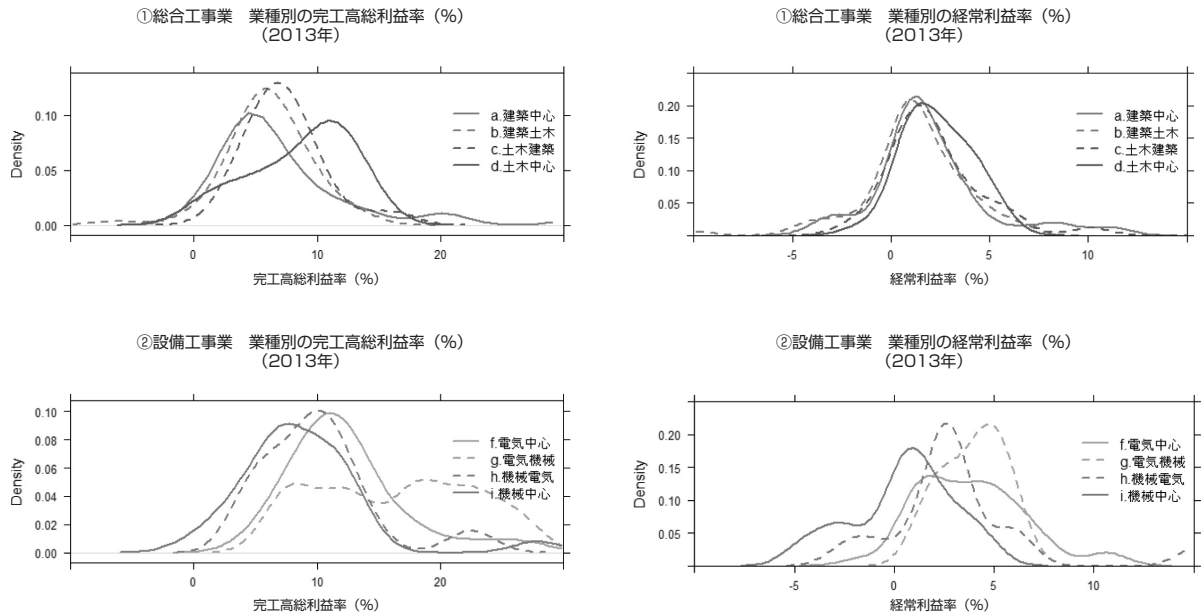 ①総合工事業　業種別の完工高総利益率（%）
（2013年）
Density
0.10
0.05
0.00
a.建築中心
b.建築土木
c.土木建築
d.土木中心
0
10
20
完工高総利益率（%）
①総合工事業　業種別の経常利益率（%）
（2013年）
Density
0.20
0.15
0.10
0.05
a.建築中心
b.建築土木
c.土木建築
d.土木中心
-5
0
5
10
経常利益率（%）
②設備工事業　業種別の完工高総利益率（%）
（2013年）
Density
0.10
0.08
0.06
0.04
0.02
0.00
f.電気中心
g.電気機械
h.機械電気
i.機械中心
0
10
20
完工高総利益率（%）
②設備工事業　業種別の経常利益率（%）
（2013年）
Density
0.20
0.15
0.10
0.05
f.電気中心
g.電気機械
h.機械電気
i.機械中心
-5
0
5
10
経常利益率（%）